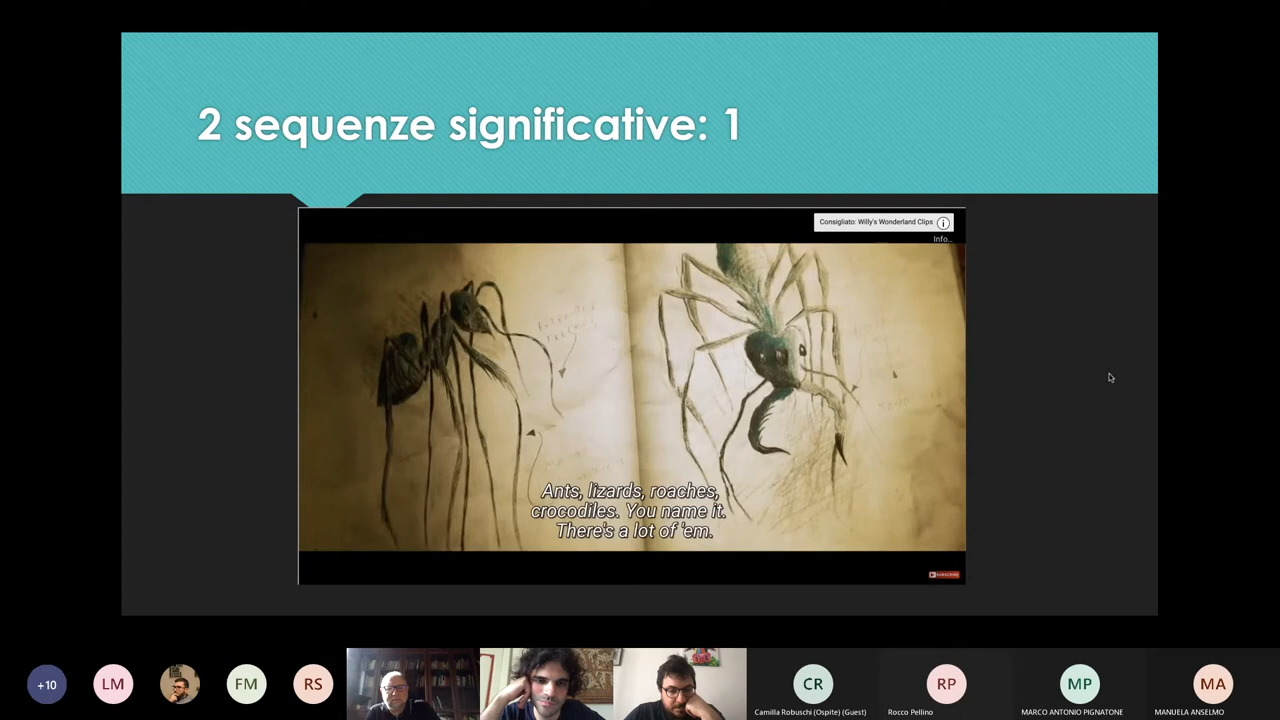 2 sequenze significative: 1
Consigliato: Willy's Wonderland Clips
Info..
Ants, lizards, roaches,
crocodiles. You name it.
There's a lot of 'em.
SUBSCRIBE
+10
LM
FM
RS
CR
RP
MP
MA
Camilla Robuschi (Ospite) (Guest)
Rocco Pellino
MARCO ANTONIO PIGNATONE
MANUELA ANSELMO